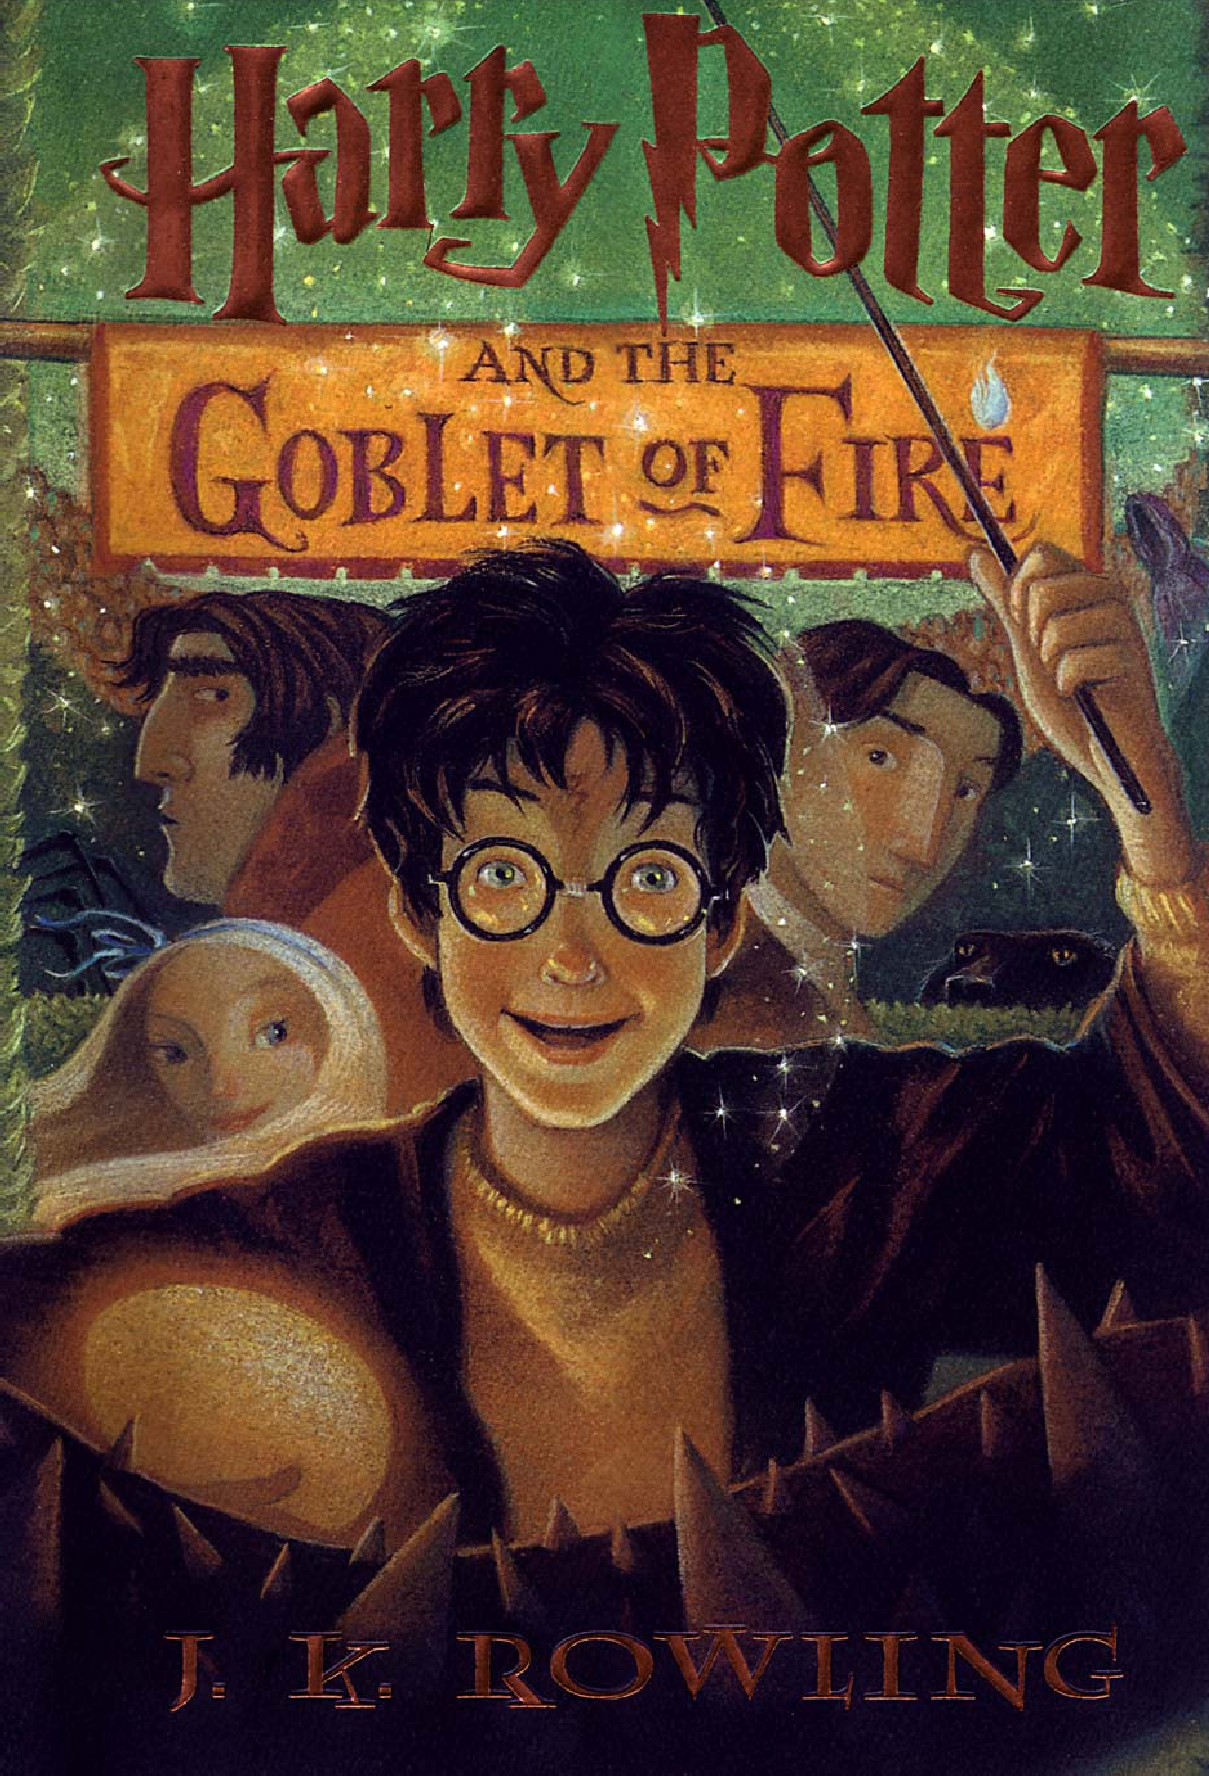 Harry Potter
AND THE
GOBLET OF FIRE
J. K. ROWLING